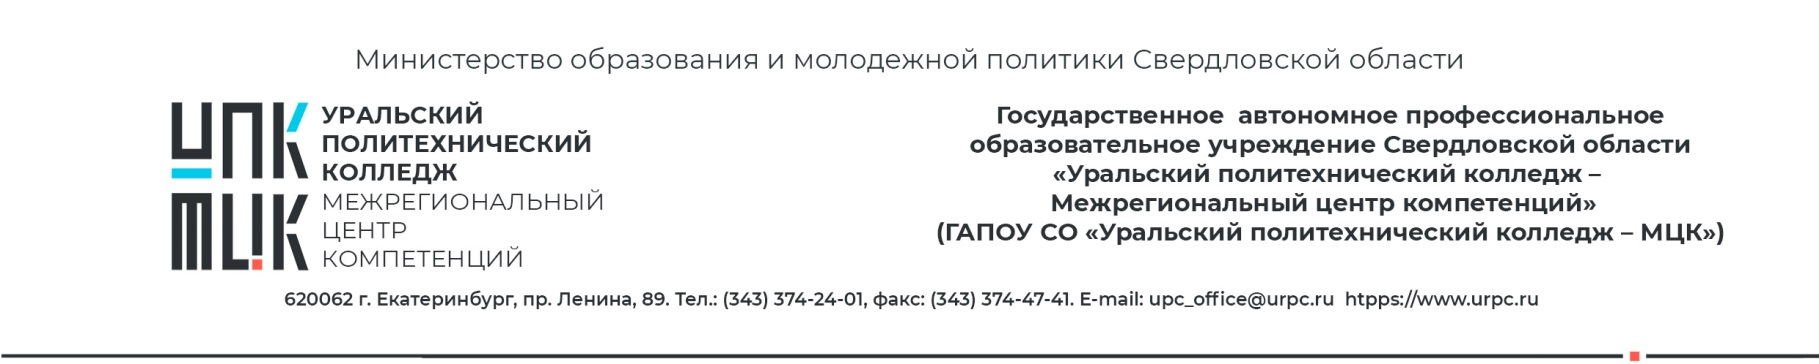 Министерство образования и молодежной политики Свердловской области
УПК
МЦК
УРАЛЬСКИЙ
ПОЛИТЕХНИЧЕСКИЙ
КОЛЛЕДЖ
МЕЖРЕГИОНАЛЬНЫЙ
ЦЕНТР
КОМПЕТЕНЦИЙ
Государственное автономное профессиональное
образовательное учреждение Свердловской области
«Уральский политехнический колледж –
Межрегиональный центр компетенций»
(ГАПОУ СО «Уральский политехнический колледж – МЦК»)
620062 г. Екатеринбург, пр. Ленина, 89. Тел.: (343) 374-24-01, факс: (343) 374-47-41. E-mail: upc_office@urpc.ru htpps://www.urpc.ru